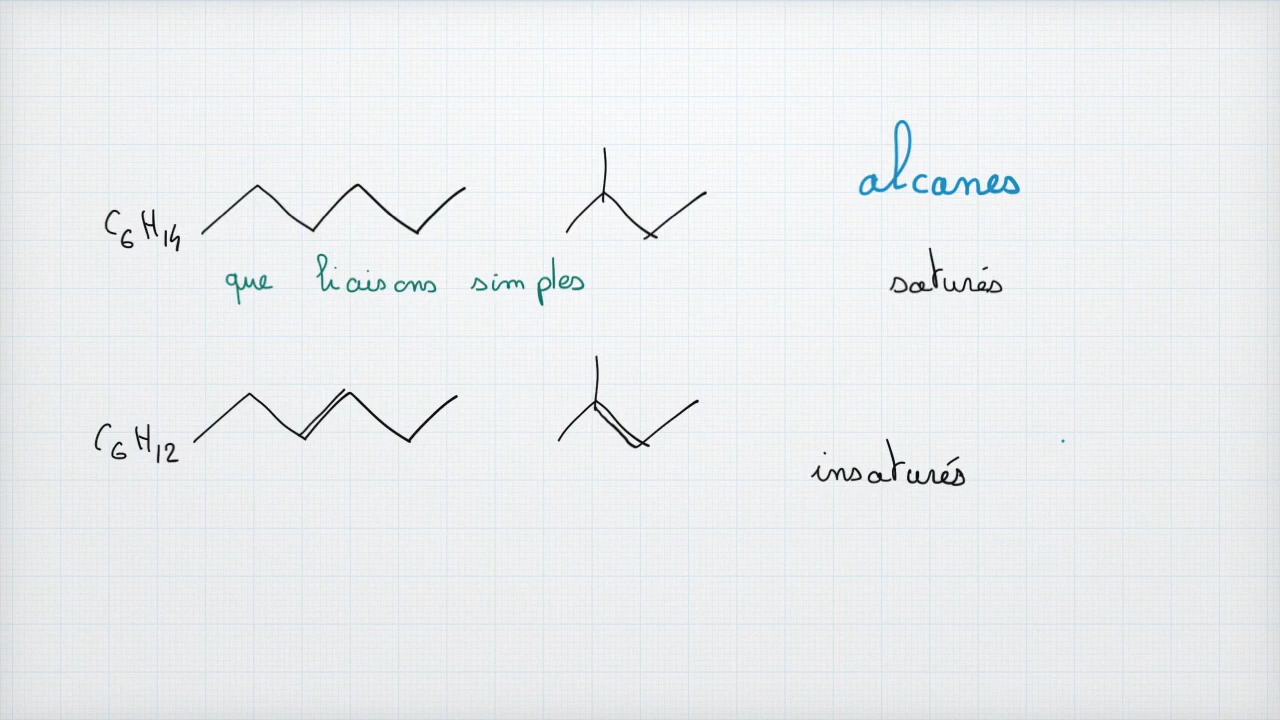 alcanes
C6H14
que liaisons simples
saturés
C6H12
insaturés